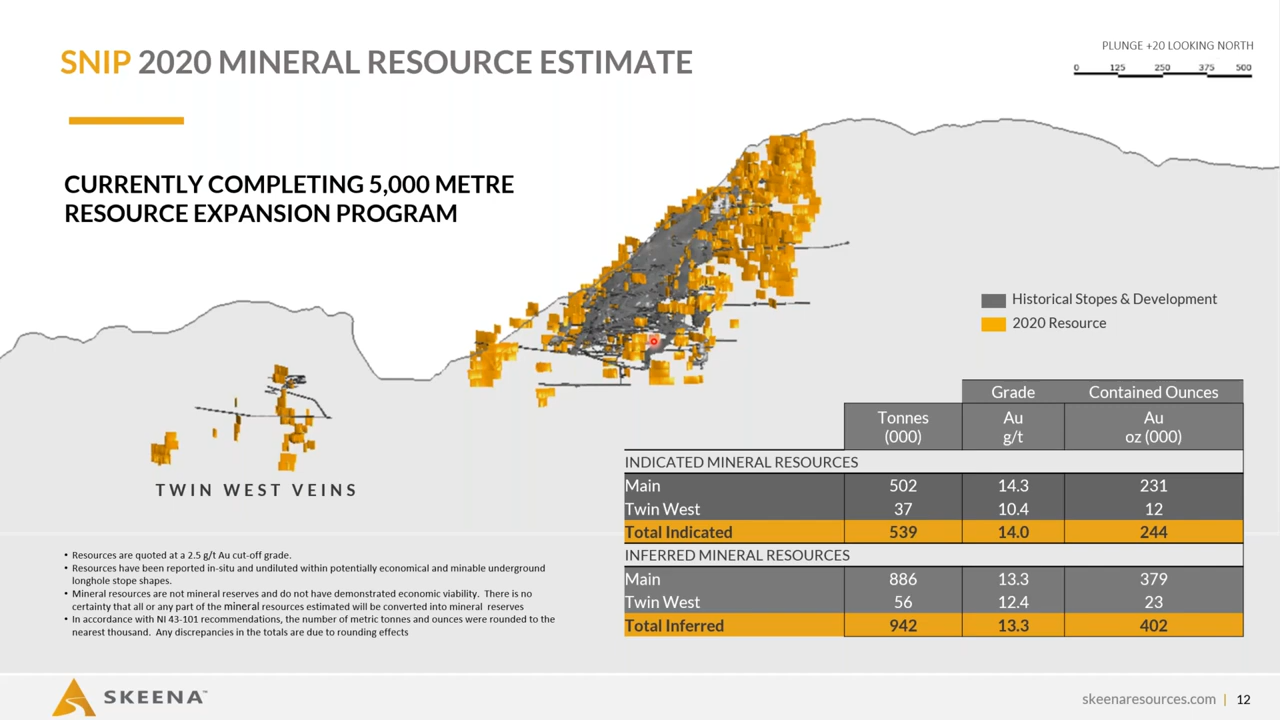 SNIP 2020 MINERAL RESOURCE ESTIMATE
PLUNGE +20 LOOKING NORTH
0 125 250 375 500
CURRENTLY COMPLETING 5,000 METRE
RESOURCE EXPANSION PROGRAM
Historical Stopes & Development
2020 Resource
TWIN WEST VEINS
Grade Contained Ounces
Tonnes Au Au
(000) g/t oz (000)
INDICATED MINERAL RESOURCES
Main 502 14.3 231
Twin West 37 10.4 12
Total Indicated 539 14.0 244
INFERRED MINERAL RESOURCES
Main 886 13.3 379
Twin West 56 12.4 23
Total Inferred 942 13.3 402
• Resources are quoted at a 2.5 g/t Au cut-off grade.
• Resources have been reported in-situ and undiluted within potentially economical and minable underground
longhole stope shapes.
• Mineral resources are not mineral reserves and do not have demonstrated economic viability. There is no
certainty that all or any part of the mineral resources estimated will be converted into mineral reserves
• In accordance with NI 43-101 recommendations, the number of metric tonnes and ounces were rounded to the
nearest thousand. Any discrepancies in the totals are due to rounding effects
SKEENA™
skeenaresources.com | 12